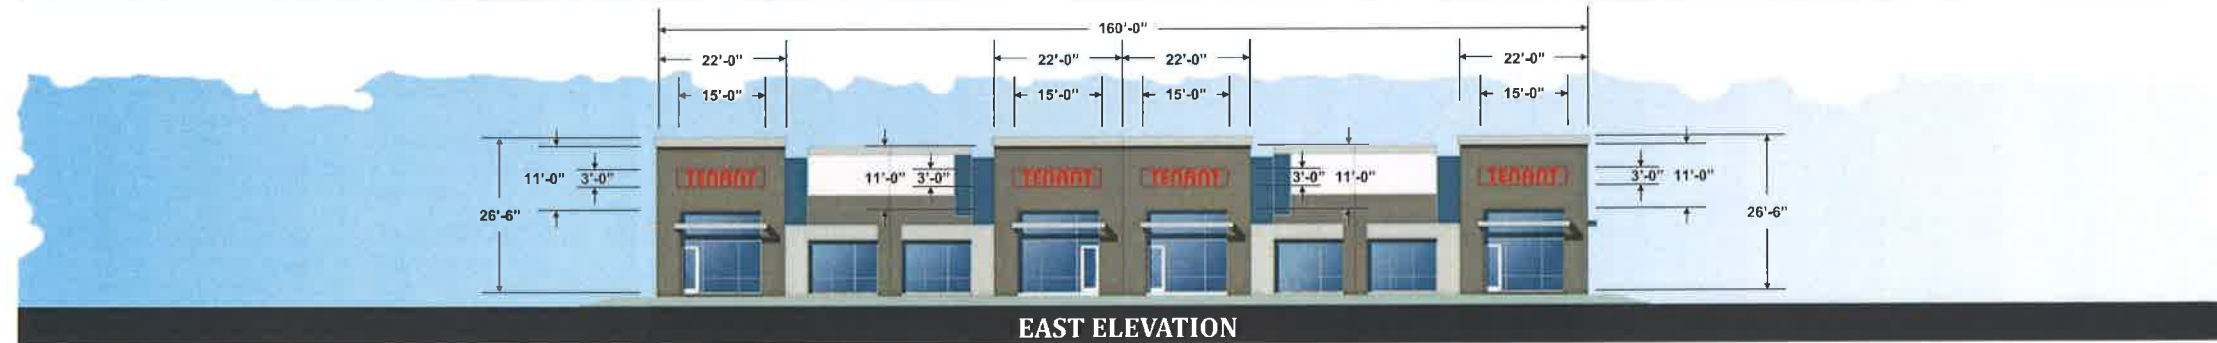 160'-0"
22'-0" 22'-0" 22'-0" 22'-0"
15'-0" 15'-0" 15'-0" 15'-0"
TENANT TENANT TENANT TENANT
11'-0" 3'-0" 11'-0" 3'-0" 3'-0" 11'-0" 3'-0" 11'-0"
26'-6" 26'-6"
EAST ELEVATION